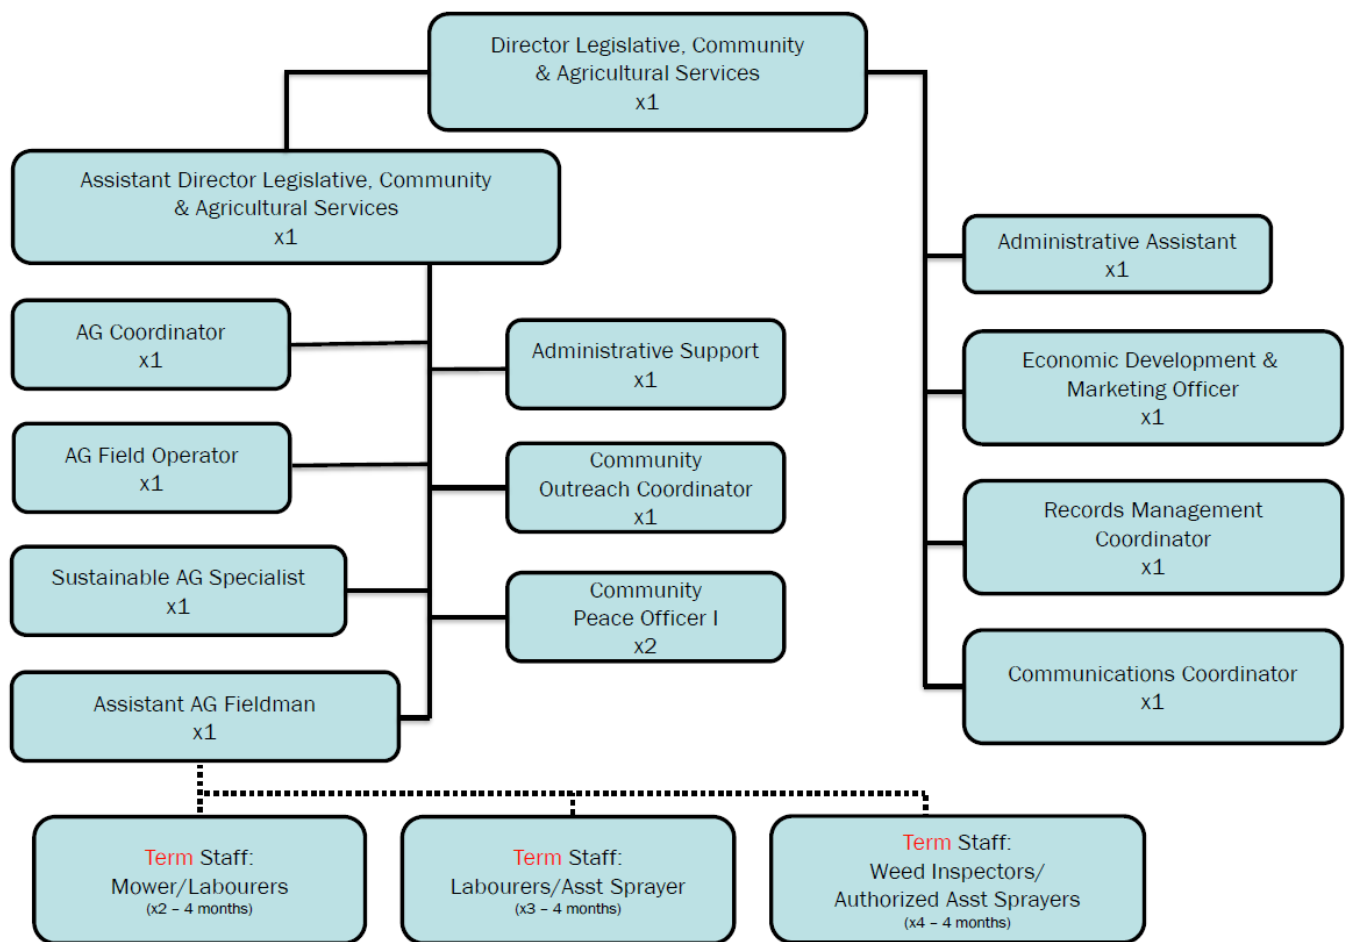 Director Legislative, Community
& Agricultural Services
x1
Assistant Director Legislative, Community
& Agricultural Services
x1
Administrative Assistant
x1
AG Coordinator
x1
Administrative Support
x1
Economic Development &
Marketing Officer
x1
AG Field Operator
x1
Community
Outreach Coordinator
x1
Records Management
Coordinator
x1
Sustainable AG Specialist
x1
Community
Peace Officer I
x2
Communications Coordinator
x1
Assistant AG Fieldman
x1
Term Staff:
Mower/Labourers
(x2 – 4 months)
Term Staff:
Labourers/Asst Sprayer
(x3 – 4 months)
Term Staff:
Weed Inspectors/
Authorized Asst Sprayers
(x4 – 4 months)